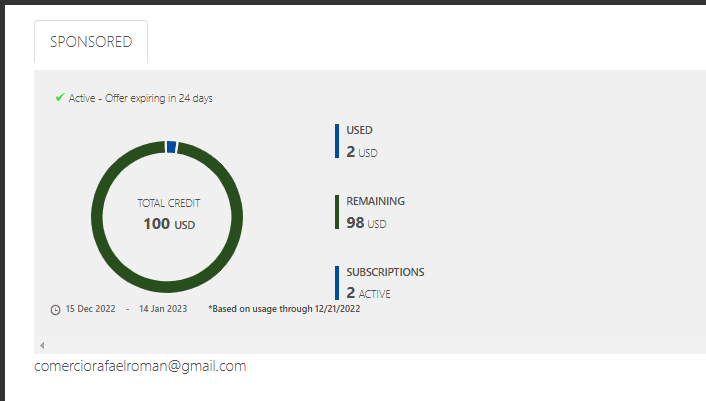 SPONSORED
Active - Offer expiring in 24 days
TOTAL CREDIT
100 USD
USED
2 USD
REMAINING
98 USD
SUBSCRIPTIONS
2 ACTIVE
15 Dec 2022 - 14 Jan 2023 *Based on usage through 12/21/2022
comerciorafaelroman@gmail.com